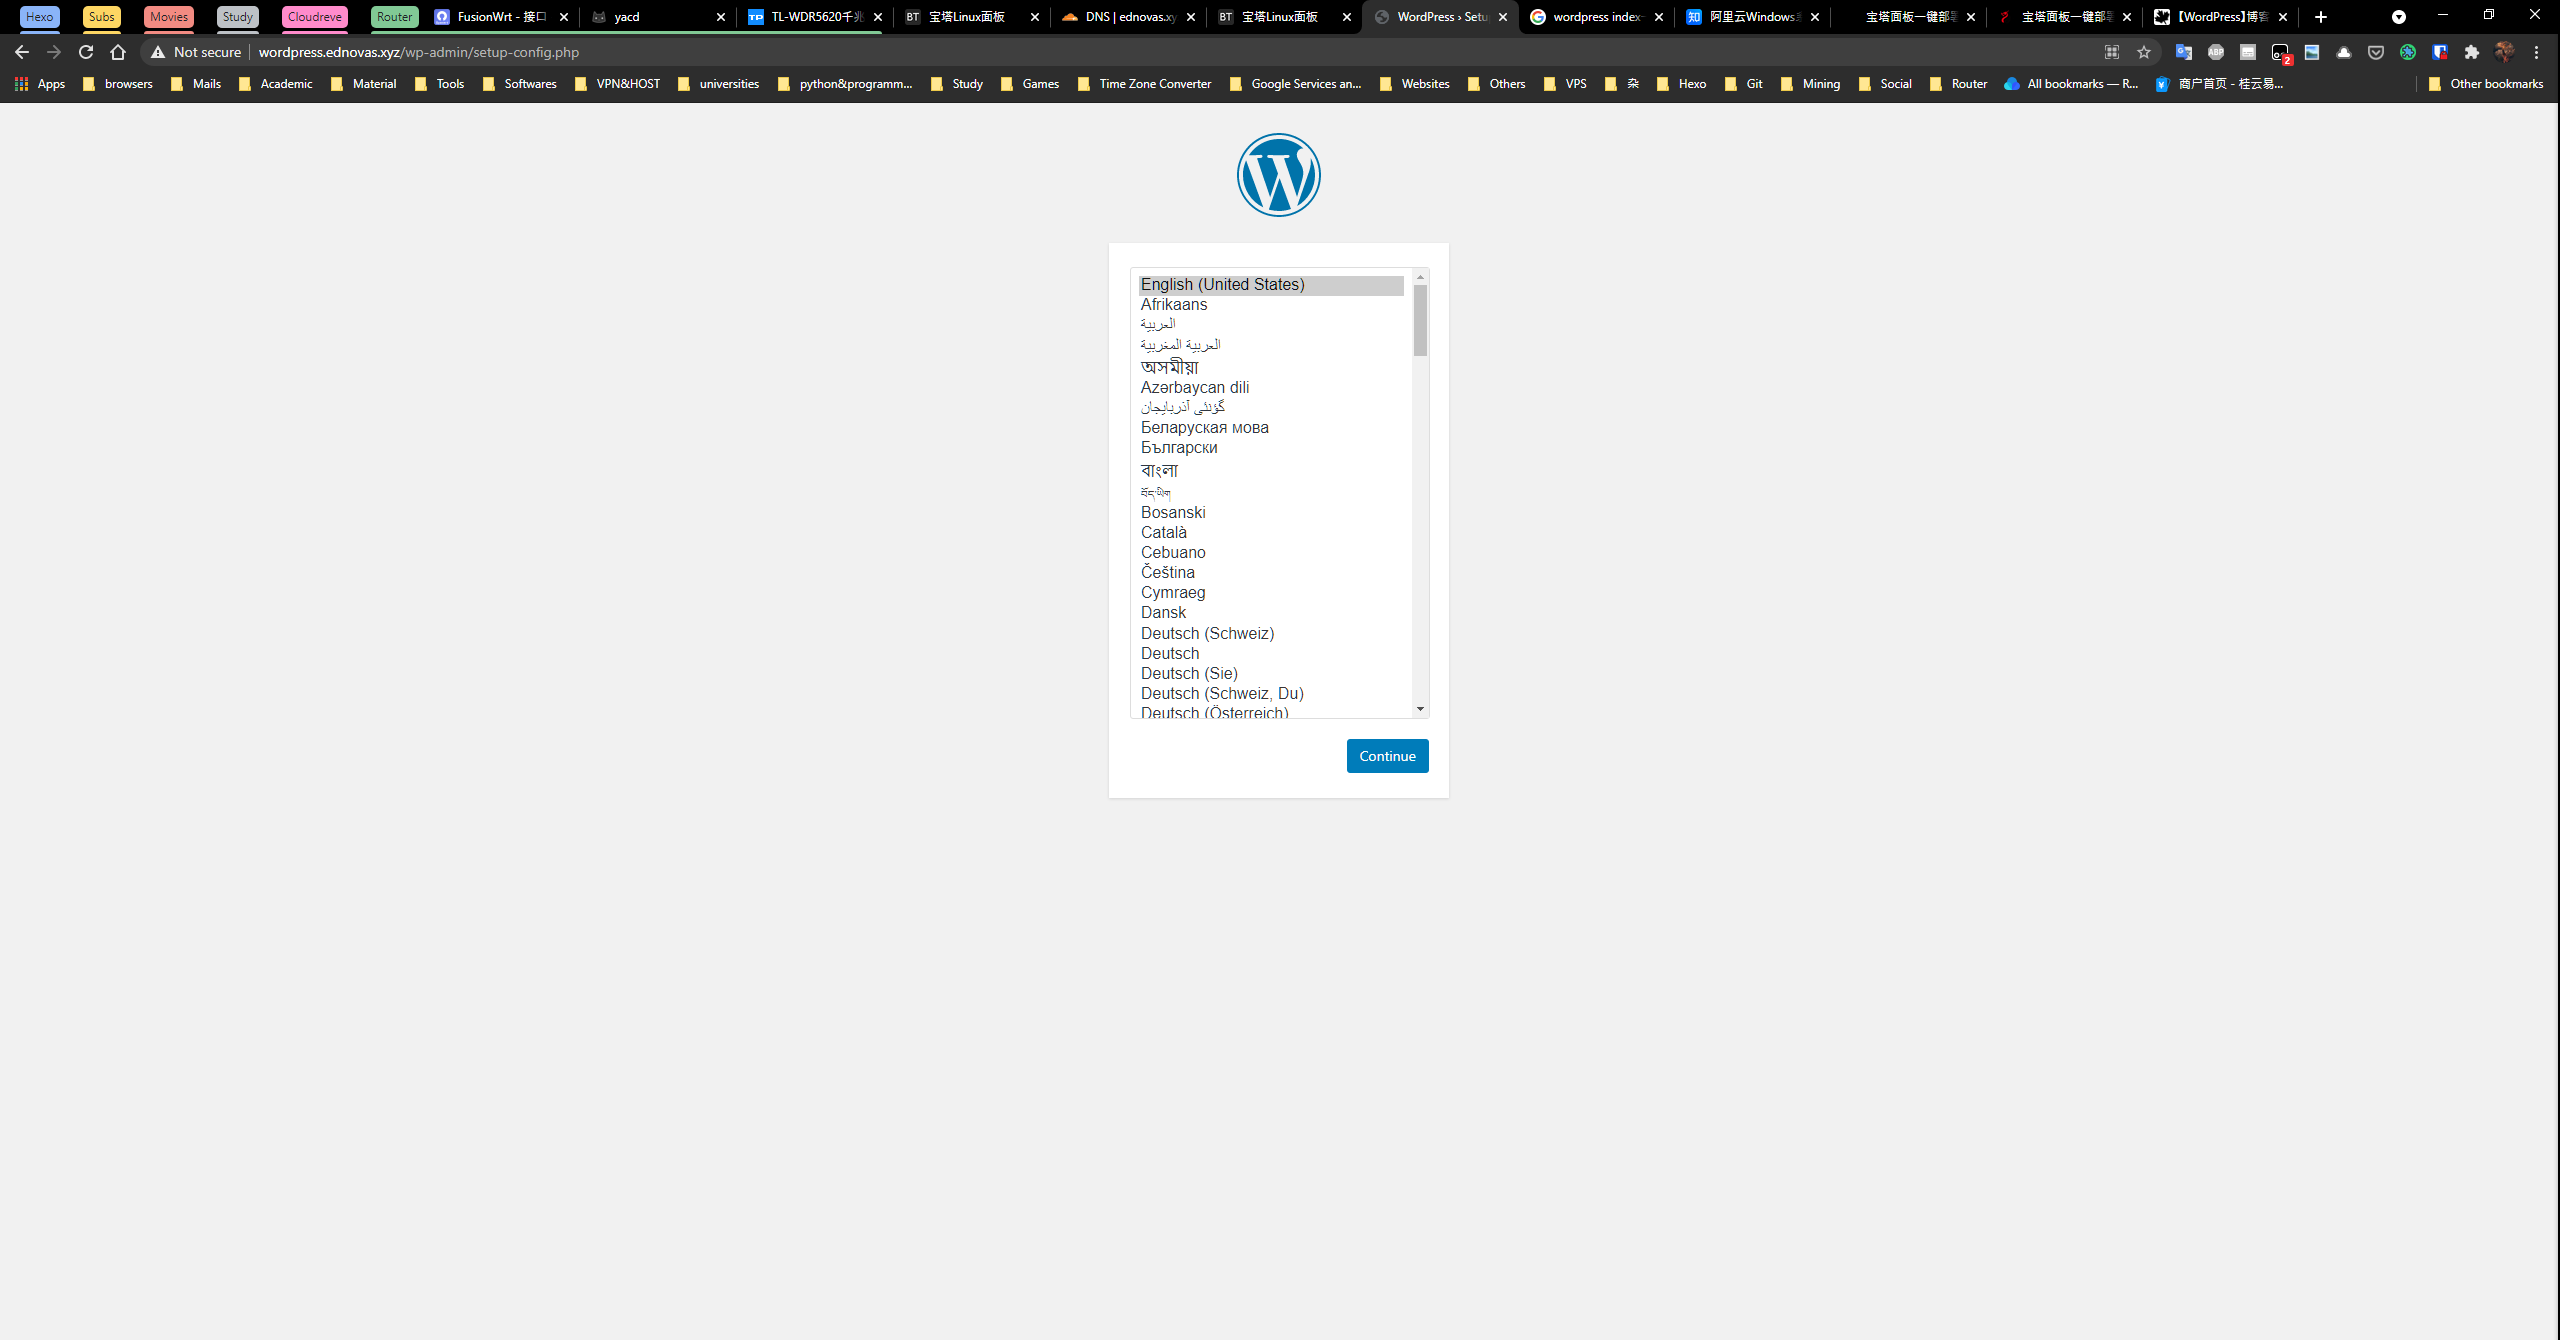 Hexo Subs Movies Study Cloudreve Router FusionWrt - 接口 yacd TL-WDR5620千兆 宝塔Linux面板 DNS | ednovas.xy 宝塔Linux面板 WordPress › Setu wordpress index- 阿里云Windows 宝塔面板一键部署 宝塔面板一键部署 【WordPress】博客
Not secure wordpress.ednovas.xyz/wp-admin/setup-config.php
Apps browsers Mails Academic Material Tools Softwares VPN&HOST universities python&programm... Study Games Time Zone Converter Google Services an... Websites Others VPS 杂 Hexo Git Mining Social Router All bookmarks — R... 商户首页 - 桂云易... Other bookmarks
English (United States)
Afrikaans
العربية
العربية المغربية
অসমীয়া
Azərbaycan dili
گؤنئی آذربایجان
Беларуская мова
Български
বাংলা
བོད་ཡིག
Bosanski
Català
Cebuano
Čeština
Cymraeg
Dansk
Deutsch (Schweiz)
Deutsch
Deutsch (Sie)
Deutsch (Schweiz, Du)
Deutsch (Österreich)
Continue